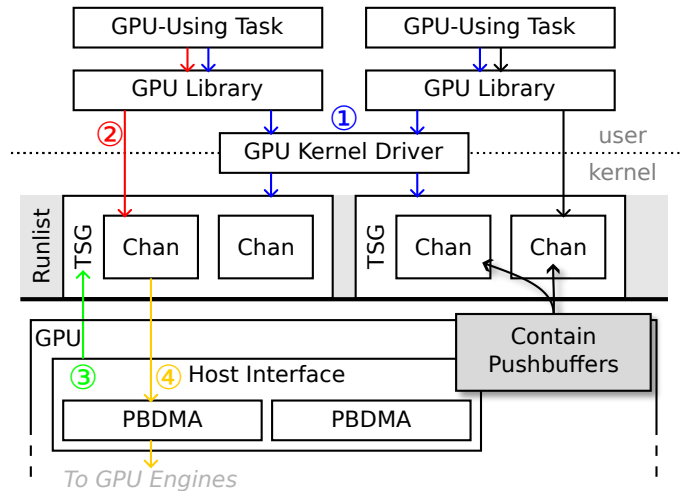 GPU-Using Task
GPU-Using Task
GPU Library
GPU Library
①
②
user
GPU Kernel Driver
kernel
Runlist
TSG
Chan
Chan
TSG
Chan
Chan
GPU
Contain
Pushbuffers
③
④
Host Interface
PBDMA
PBDMA
To GPU Engines